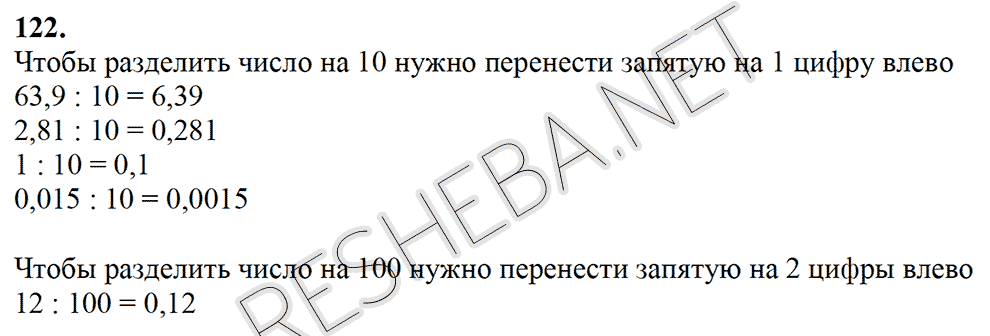 122.
Чтобы разделить число на 10 нужно перенести запятую на 1 цифру влево
63,9 : 10 = 6,39
2,81 : 10 = 0,281
1 : 10 = 0,1
0,015 : 10 = 0,0015
Чтобы разделить число на 100 нужно перенести запятую на 2 цифры влево
12 : 100 = 0,12
RESHEBA.NET